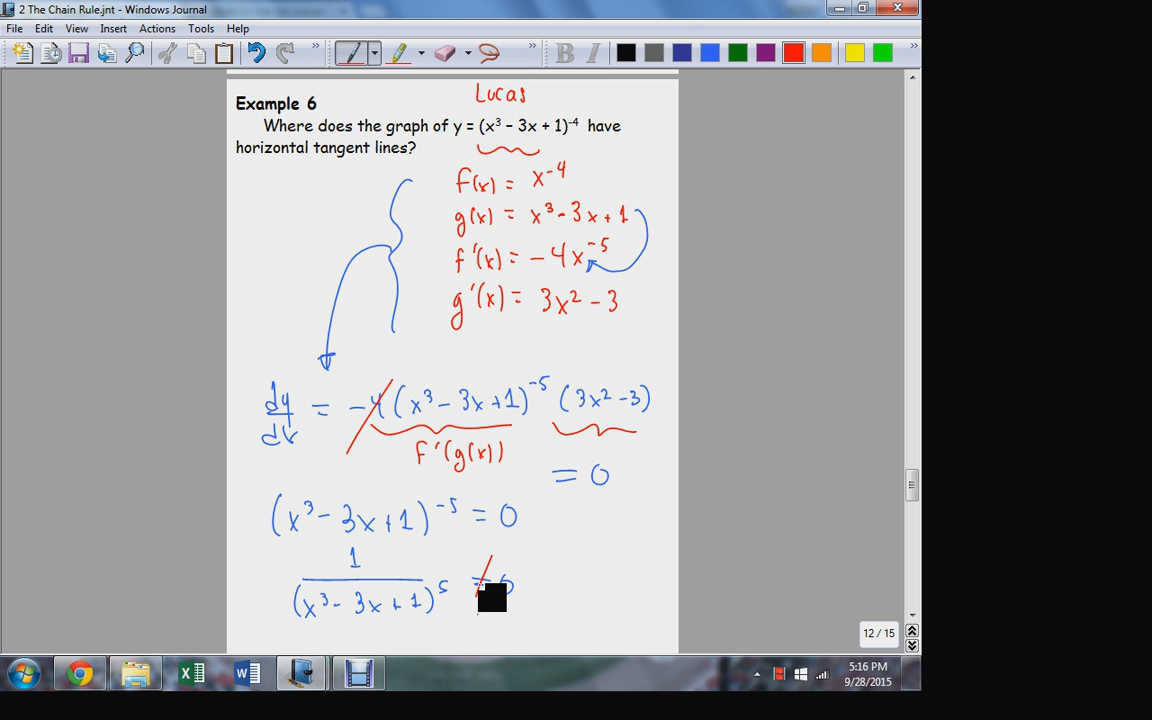 2 The Chain Rule.jnt - Windows Journal
File Edit View Insert Actions Tools Help
B I
Lucas
Example 6
Where does the graph of y = (x³ – 3x + 1)⁻⁴ have
horizontal tangent lines?
f(x) = x⁻⁴
g(x) = x³ - 3x + 1
f'(x) = -4x⁻⁵
g'(x) = 3x² - 3
dy/dx = -4 (x³ - 3x + 1)⁻⁵ (3x² - 3)
f'(g(x))
= 0
(x³ - 3x + 1)⁻⁵ = 0
1
(x³ - 3x + 1)⁵ ≠ 0
12 / 15
5:16 PM
9/28/2015